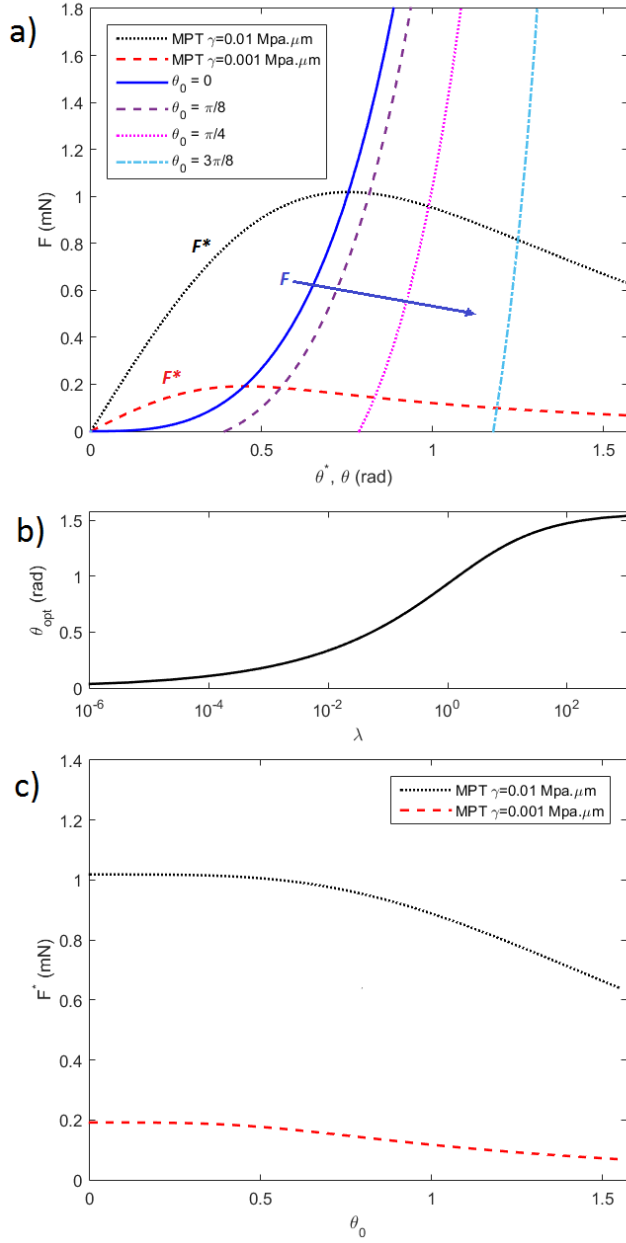 a)
1.8
1.6
1.4
1.2
1
0.8
0.6
0.4
0.2
0
F (mN)
MPT γ=0.01 Mpa.μm
MPT γ=0.001 Mpa.μm
θ0 = 0
θ0 = π/8
θ0 = π/4
θ0 = 3π/8
F*
F
F*
0 0.5 1 1.5
θ*, θ (rad)
b)
1.5
1
0.5
0
θopt (rad)
10^-6 10^-4 10^-2 10^0 10^2
λ
c)
1.4
1.2
1
0.8
0.6
0.4
0.2
0
F* (mN)
MPT γ=0.01 Mpa.μm
MPT γ=0.001 Mpa.μm
0 0.5 1 1.5
θ0